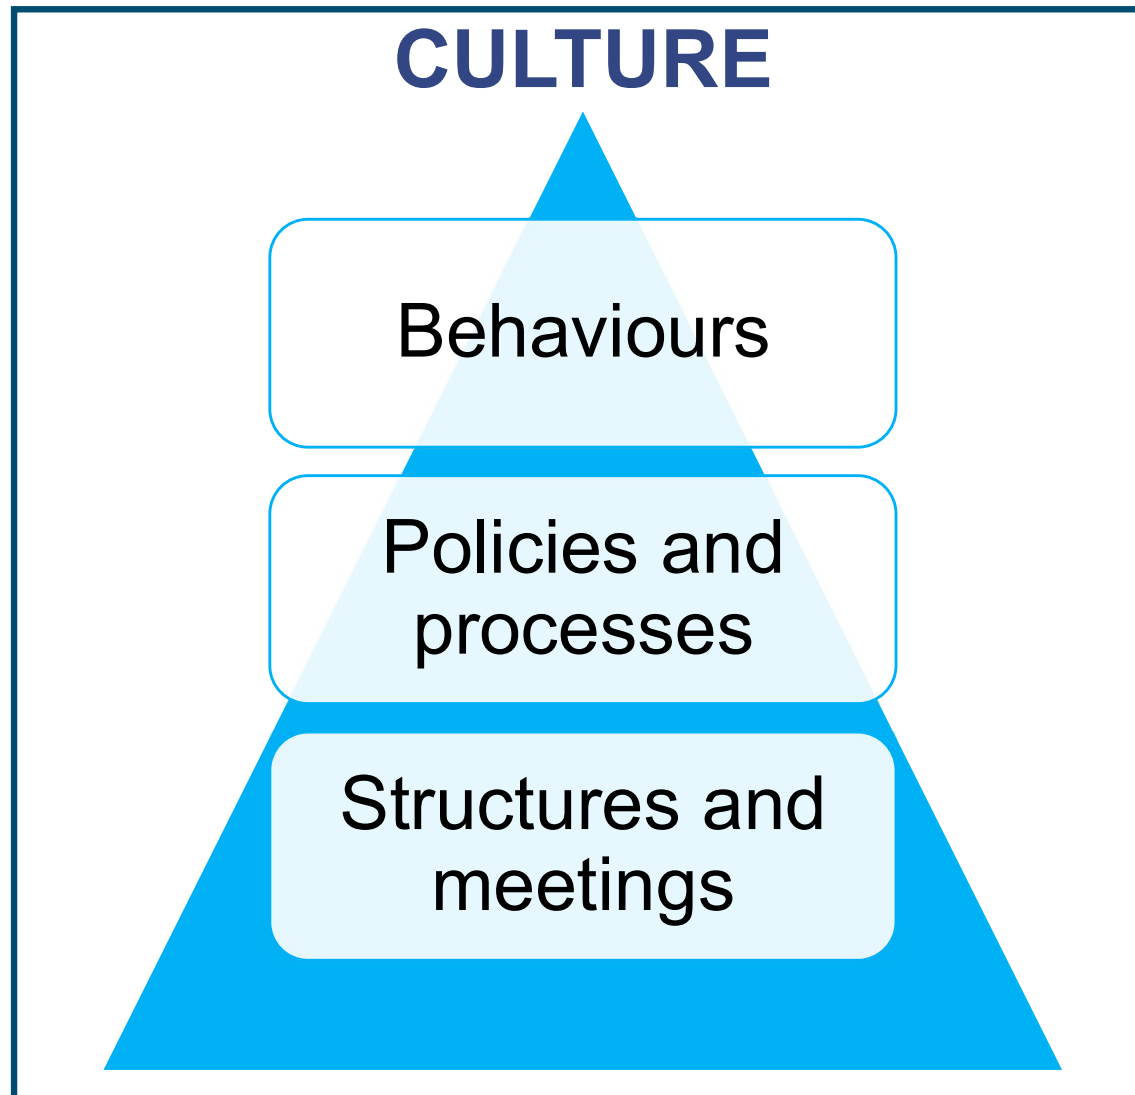 CULTURE
Behaviours
Policies and
processes
Structures and
meetings